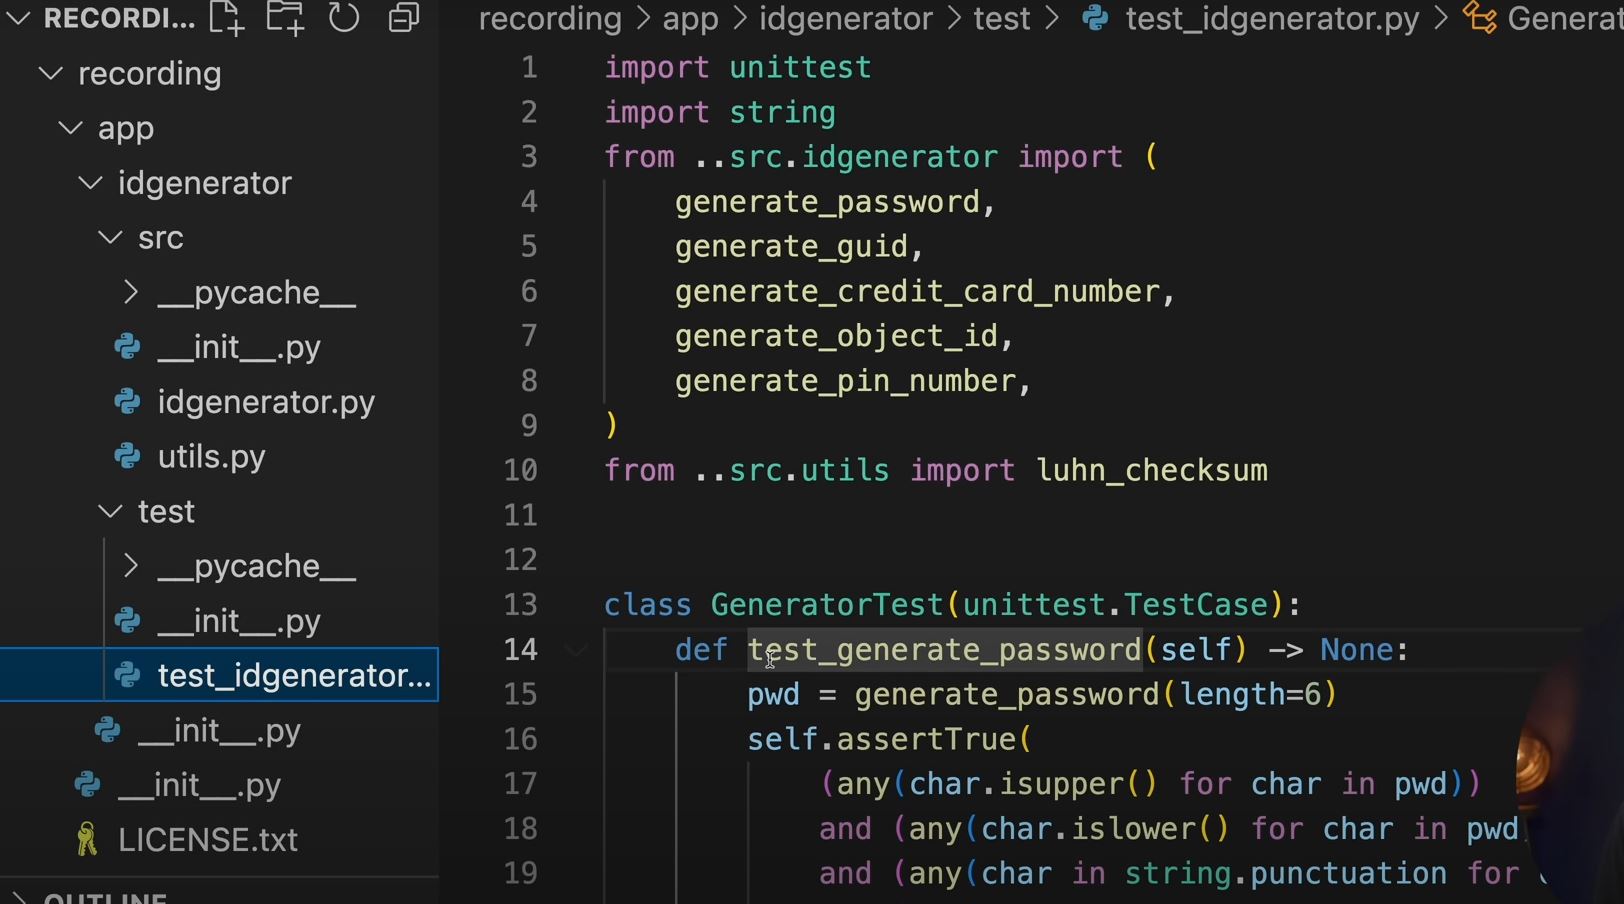 RECORDI...
recording
app
idgenerator
src
__pycache__
__init__.py
idgenerator.py
utils.py
test
__pycache__
__init__.py
test_idgenerator...
__init__.py
__init__.py
LICENSE.txt
OUTLINE
recording > app > idgenerator > test > test_idgenerator.py > Generat
1 import unittest
2 import string
3 from ..src.idgenerator import (
4 generate_password,
5 generate_guid,
6 generate_credit_card_number,
7 generate_object_id,
8 generate_pin_number,
9 )
10 from ..src.utils import luhn_checksum
11
12
13 class GeneratorTest(unittest.TestCase):
14 def test_generate_password(self) -> None:
15 pwd = generate_password(length=6)
16 self.assertTrue(
17 (any(char.isupper() for char in pwd))
18 and (any(char.islower() for char in pwd
19 and (any(char in string.punctuation for